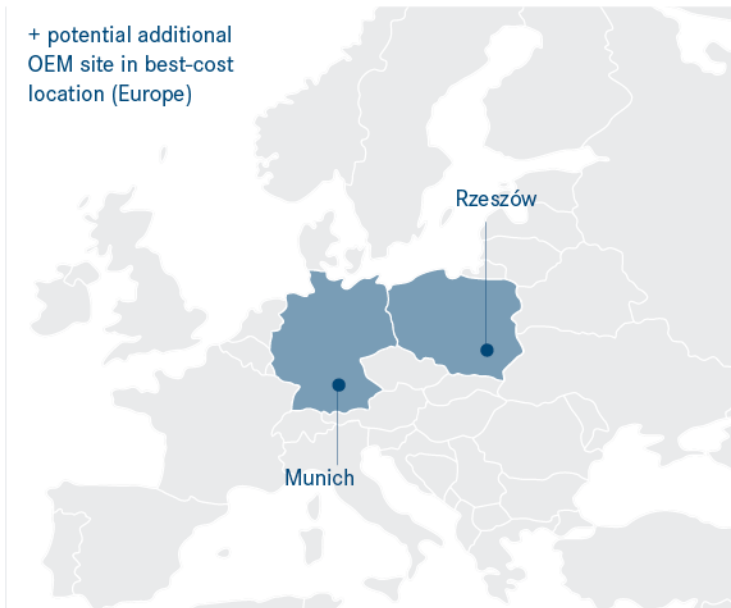 + potential additional
OEM site in best-cost
location (Europe)
Rzeszów
Munich